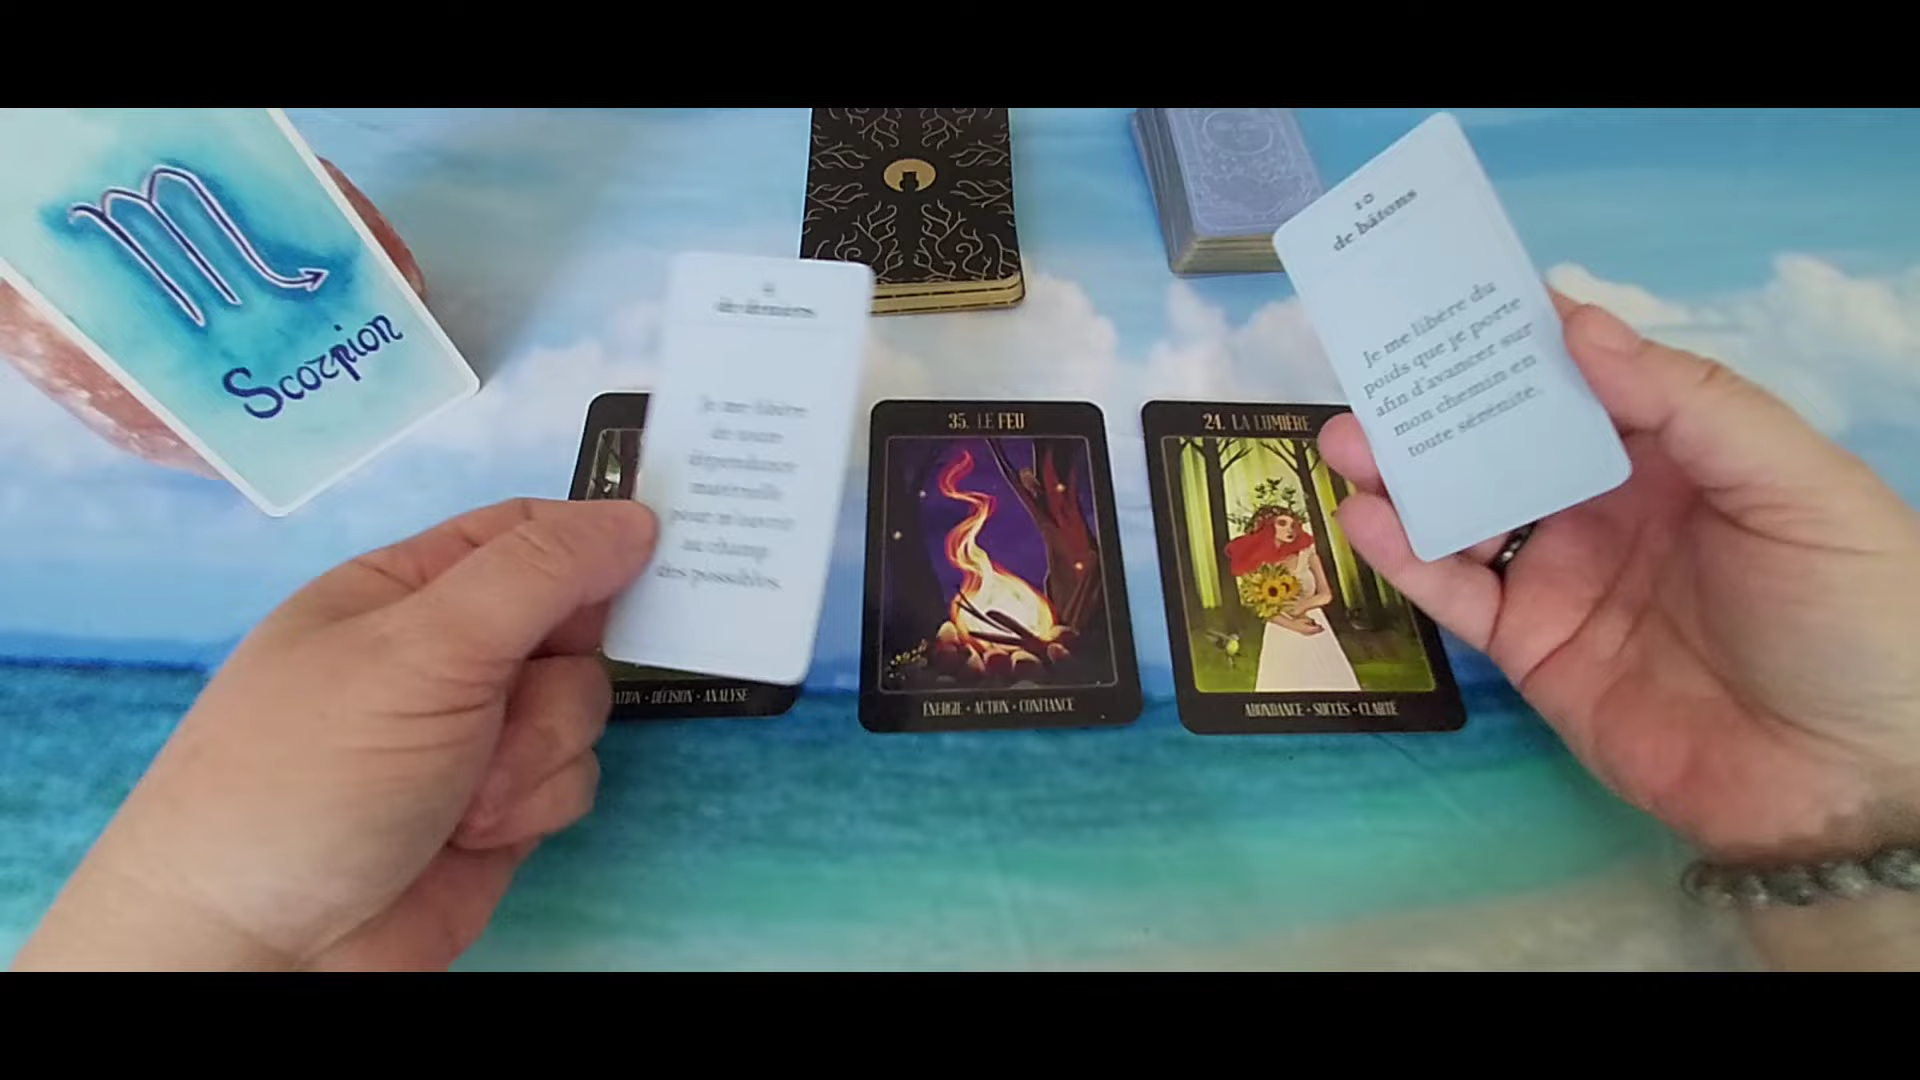 Scorpion
de deniers
Je me libère
de toute
dépendance
matérielle
pour m'ouvrir
au champ
des possibles.
10
de bâtons
Je me libère du
poids que je porte
afin d'avancer sur
mon chemin en
toute sérénité.
35. LE FEU
24. LA LUMIÈRE
DÉCISION • ANALYSE
ÉNERGIE • ACTION • CONFIANCE
ABONDANCE • SUCCÈS • CLARTÉ